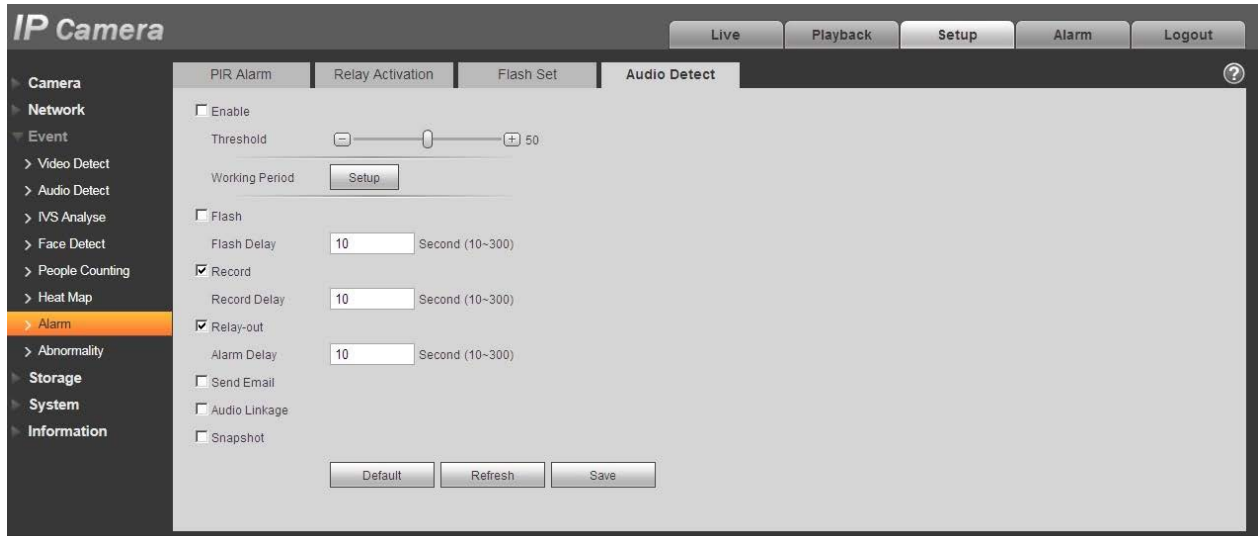 IP Camera
Live
Playback
Setup
Alarm
Logout
Camera
Network
Event
Video Detect
Audio Detect
IVS Analyse
Face Detect
People Counting
Heat Map
Alarm
Abnormality
Storage
System
Information
PIR Alarm
Relay Activation
Flash Set
Audio Detect
?
Enable
Threshold
50
Working Period
Setup
Flash
Flash Delay
10
Second (10~300)
Record
Record Delay
10
Second (10~300)
Relay-out
Alarm Delay
10
Second (10~300)
Send Email
Audio Linkage
Snapshot
Default
Refresh
Save